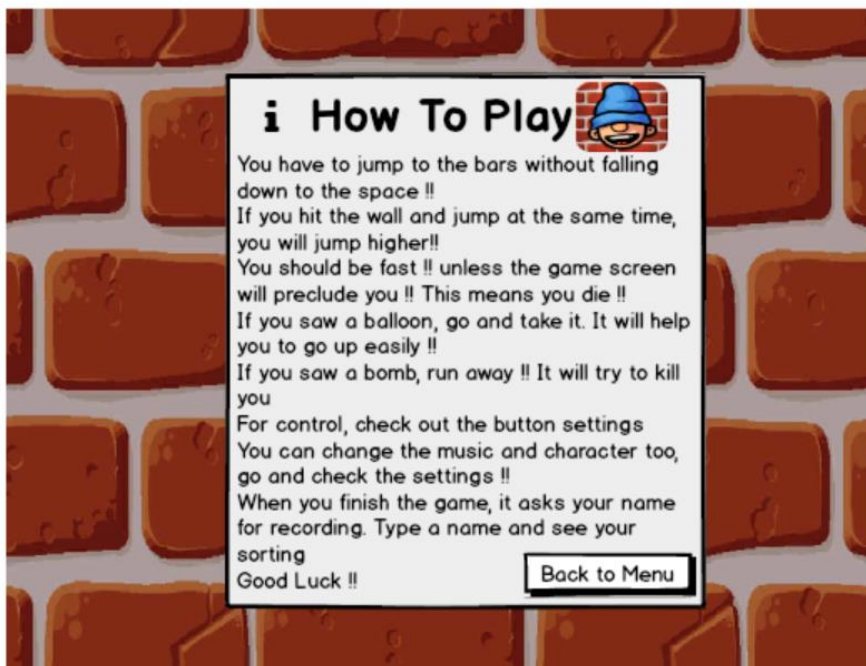 i How To Play
You have to jump to the bars without falling
down to the space !!
If you hit the wall and jump at the same time,
you will jump higher!!
You should be fast !! unless the game screen
will preclude you !! This means you die !!
If you saw a balloon, go and take it. It will help
you to go up easily !!
If you saw a bomb, run away !! It will try to kill
you
For control, check out the button settings
You can change the music and character too,
go and check the settings !!
When you finish the game, it asks your name
for recording. Type a name and see your
sorting
Good Luck !!
Back to Menu